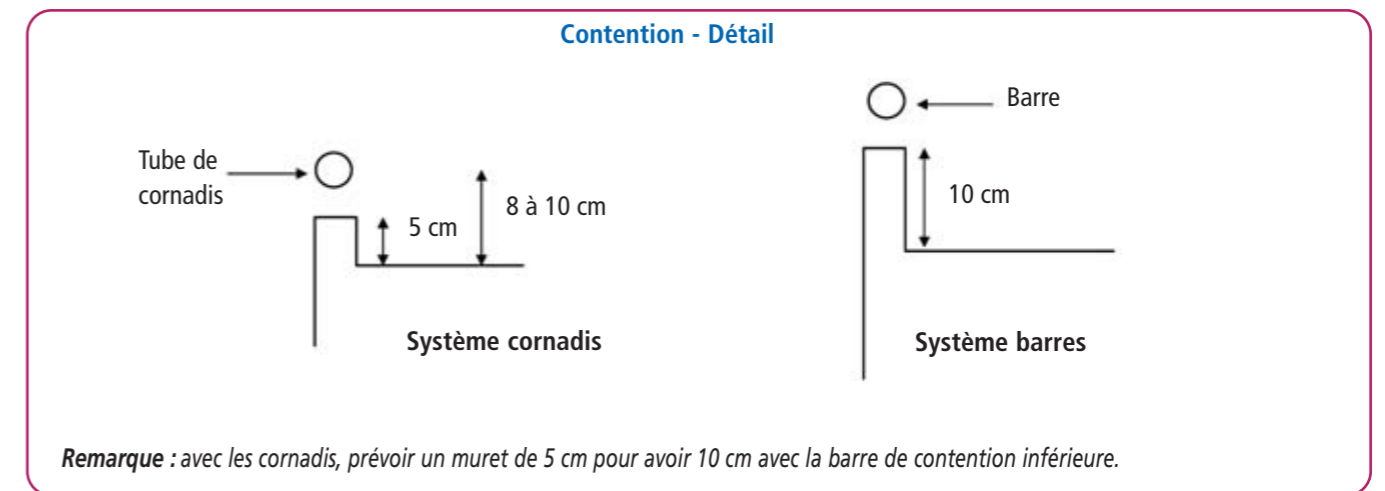 Contention - Détail
Tube de
cornadis
5 cm
8 à 10 cm
Système cornadis
Barre
10 cm
Système barres
Remarque : avec les cornadis, prévoir un muret de 5 cm pour avoir 10 cm avec la barre de contention inférieure.